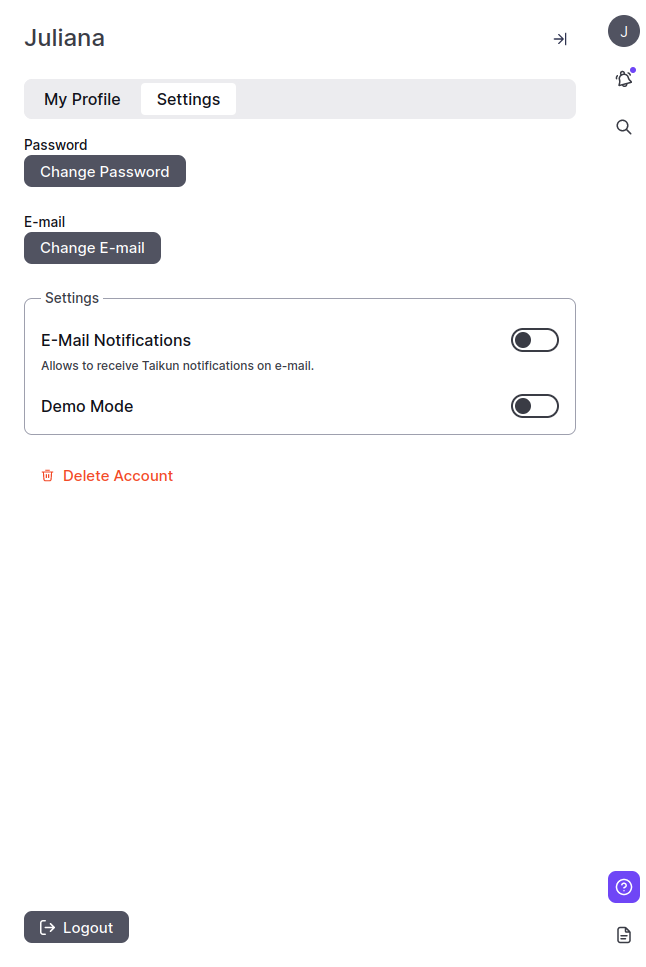 Juliana
J
My Profile
Settings
Password
Change Password
E-mail
Change E-mail
Settings
E-Mail Notifications
Allows to receive Taikun notifications on e-mail.
Demo Mode
Delete Account
Logout